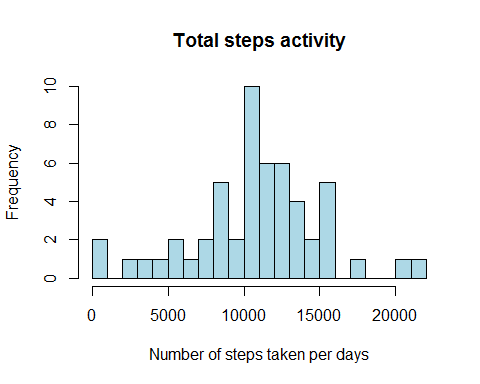 Total steps activity
Frequency
10
8
6
4
2
0
0 5000 10000 15000 20000
Number of steps taken per days